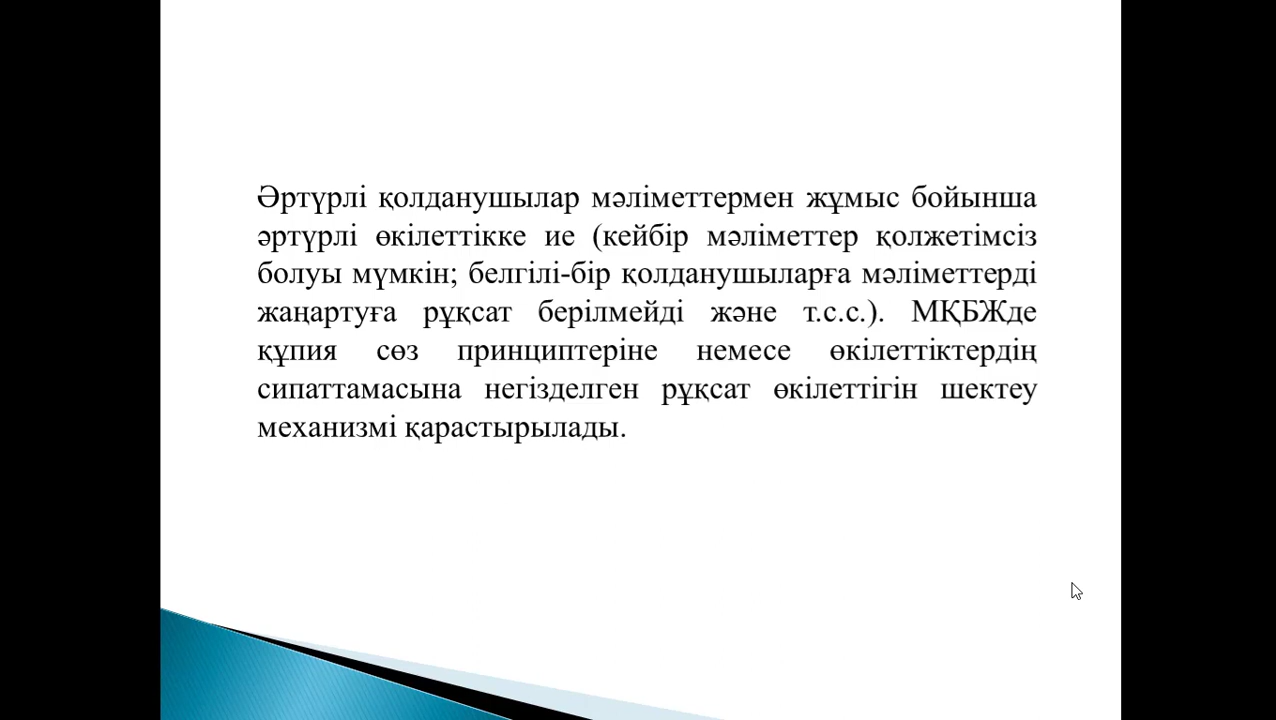 Әртүрлі қолданушылар мәліметтермен жұмыс бойынша
әртүрлі өкілеттікке ие (кейбір мәліметтер қолжетімсіз
болуы мүмкін; белгілі-бір қолданушыларға мәліметтерді
жаңартуға рұқсат берілмейді және т.с.с.). МҚБЖде
құпия сөз принциптеріне немесе өкілеттіктердің
сипаттамасына негізделген рұқсат өкілеттігін шектеу
механизмі қарастырылады.